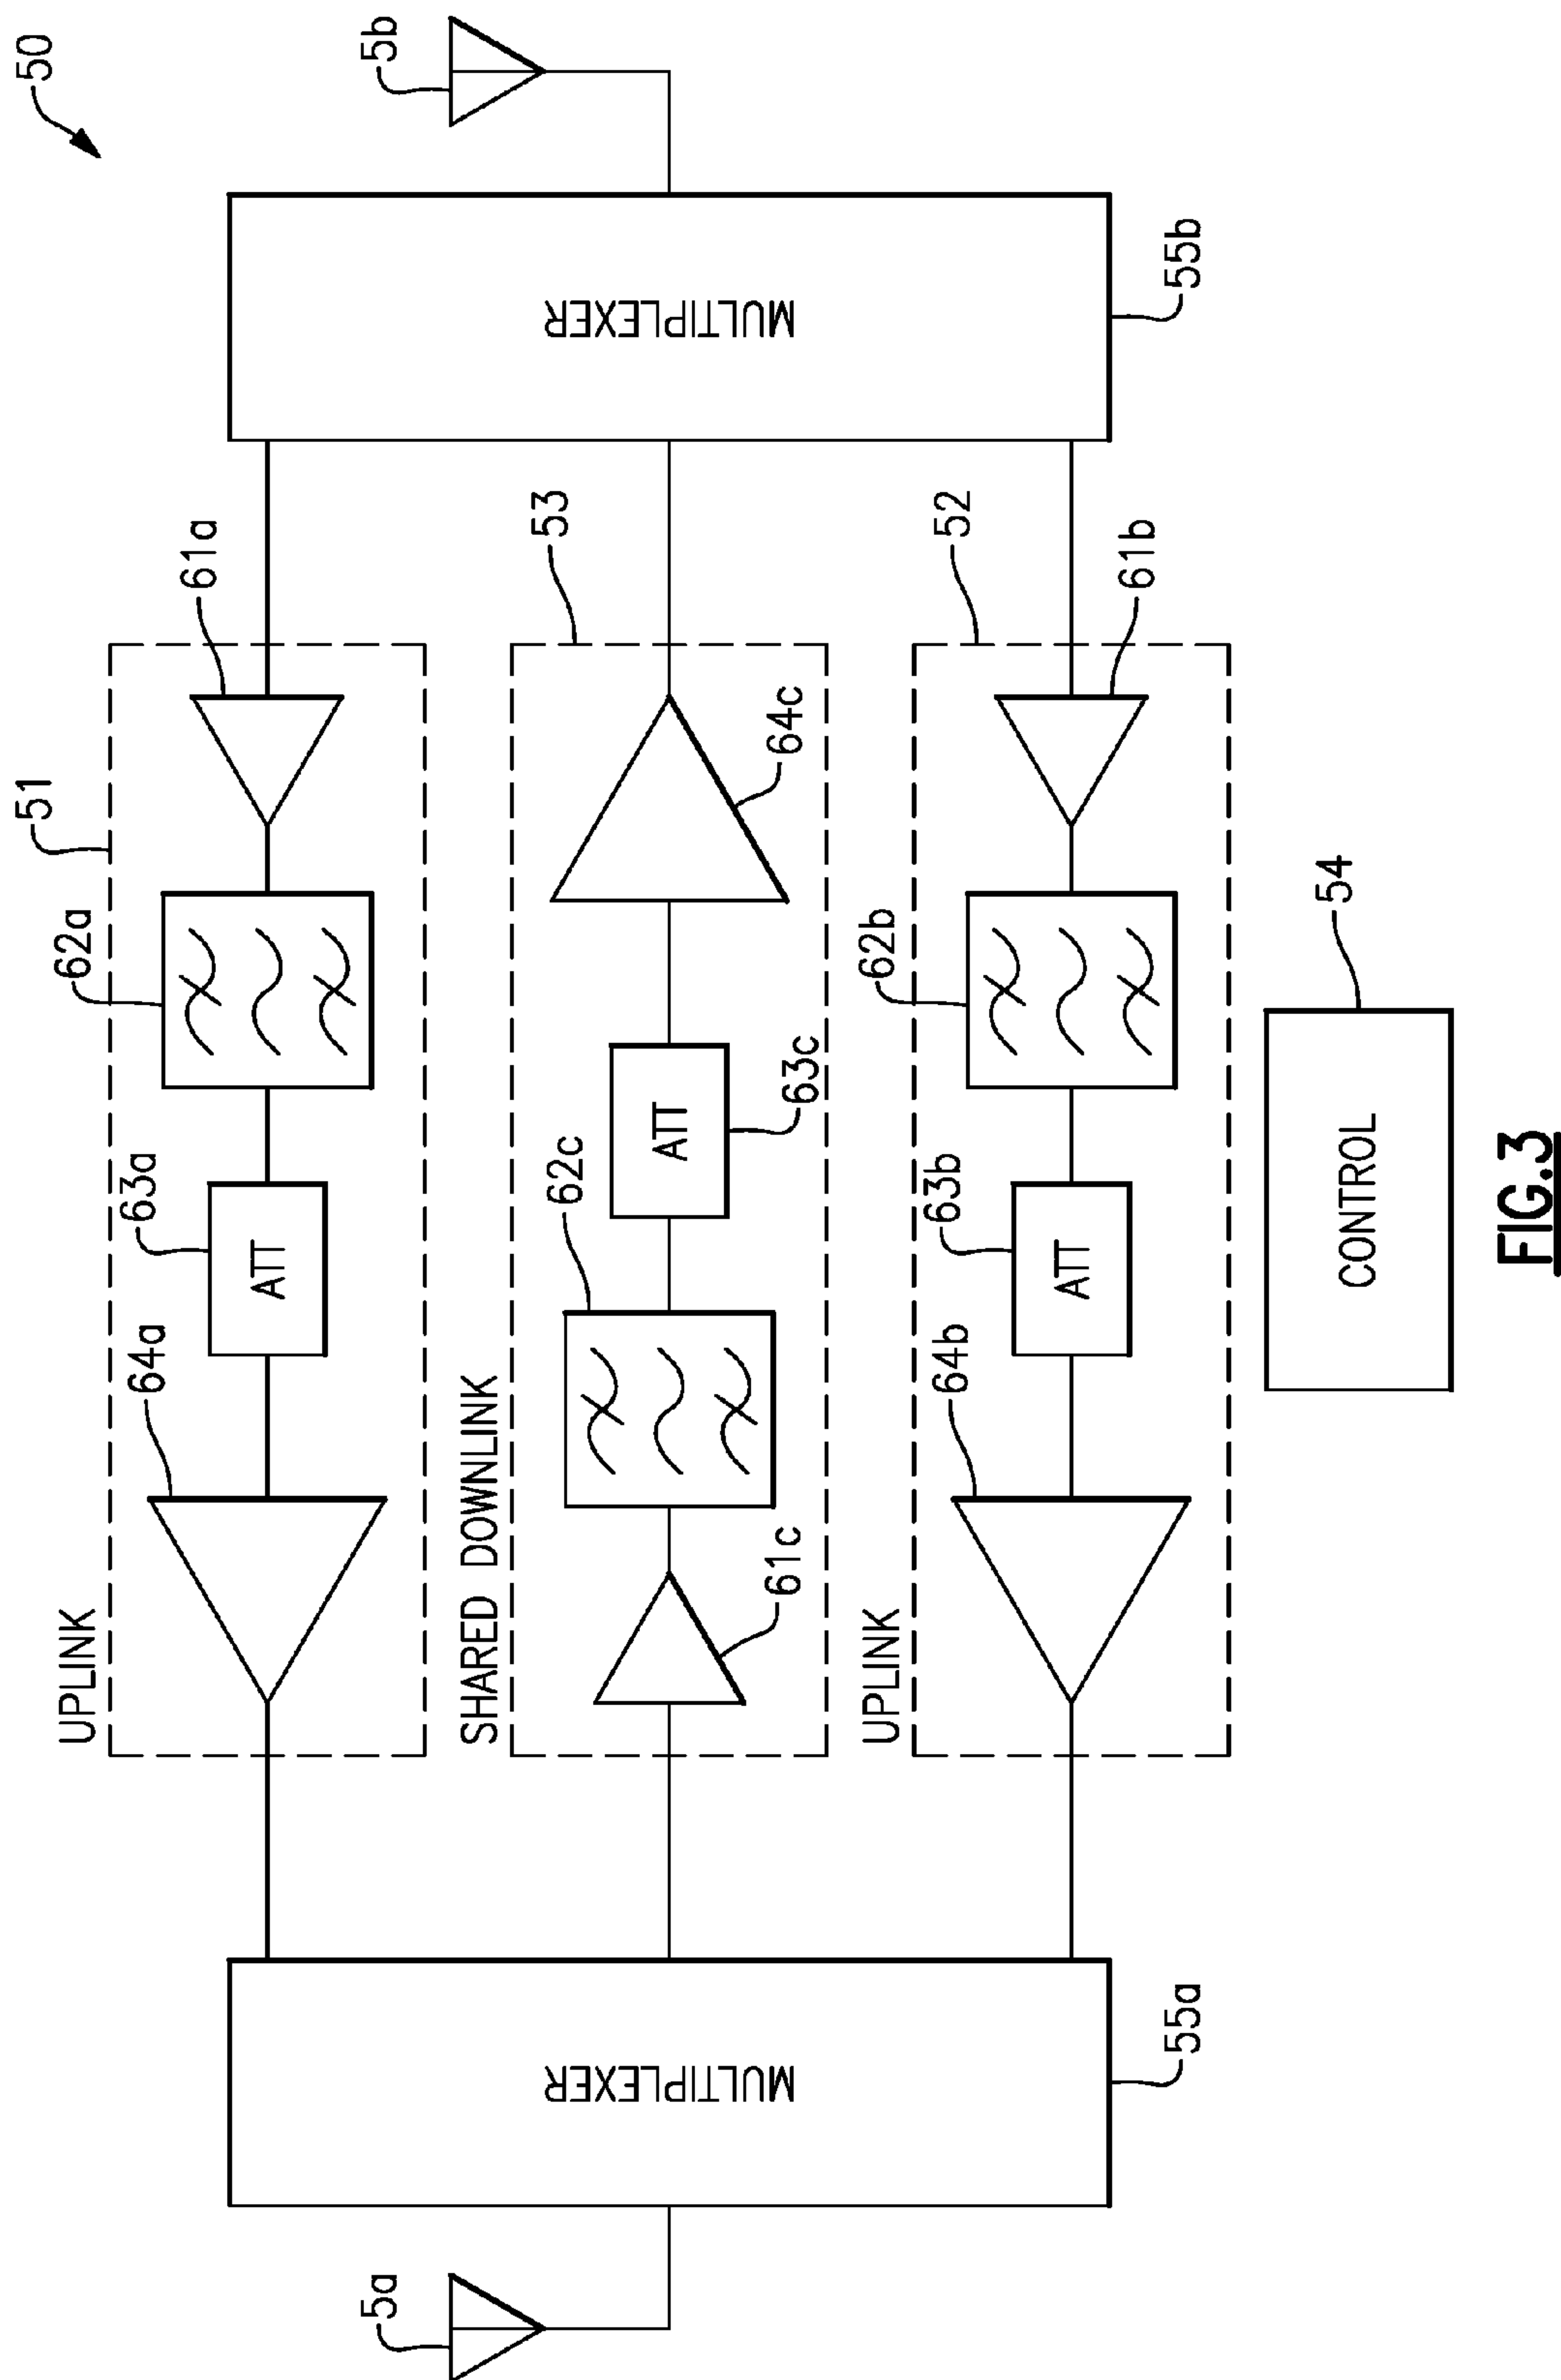 50
51
UPLINK
64a
63a
62a
61a
5a
5b
SHARED DOWNLINK
62c
53
ATT
ATT
MULTIPLEXER
MULTIPLEXER
61c
63c
64c
UPLINK
64b
63b
62b
52
ATT
61b
55a
55b
54
CONTROL
FIG.3